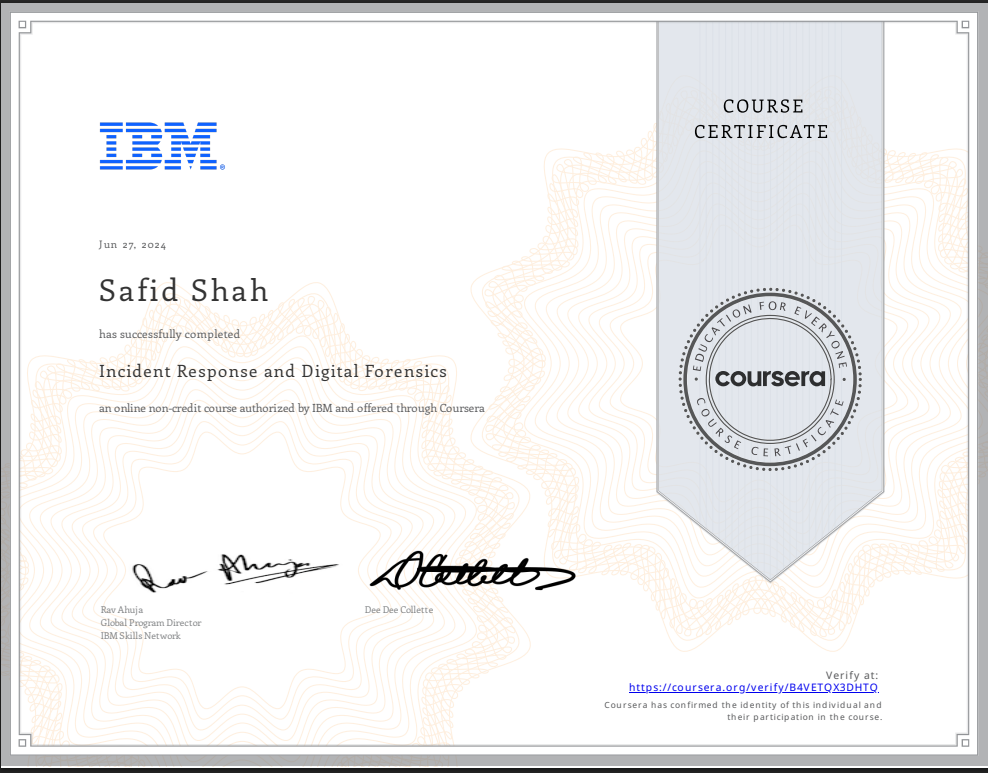 COURSE
CERTIFICATE
IBM®
Jun 27, 2024
Safid Shah
has successfully completed
Incident Response and Digital Forensics
an online non-credit course authorized by IBM and offered through Coursera
EDUCATION FOR EVERYONE
coursera
COURSE CERTIFICATE
Rav Ahuja
Rav Ahuja
Global Program Director
IBM Skills Network
Dee Dee Collette
Verify at:
https://coursera.org/verify/B4VETQX3DHTQ
Coursera has confirmed the identity of this individual and
their participation in the course.